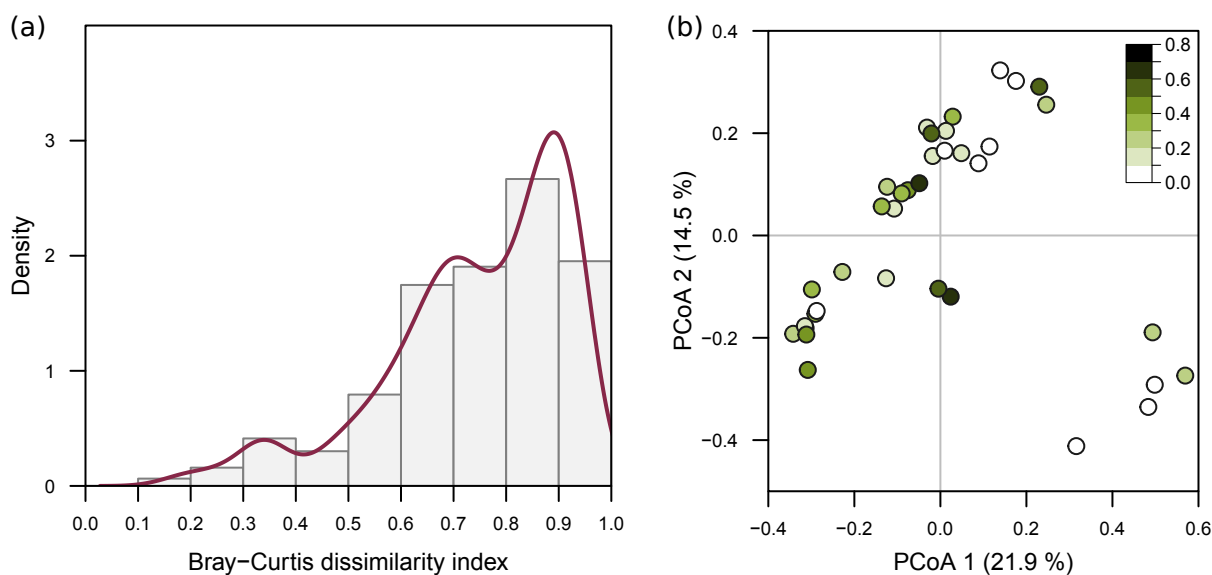 (a)
Density
3
2
1
0
0.0 0.1 0.2 0.3 0.4 0.5 0.6 0.7 0.8 0.9 1.0
Bray−Curtis dissimilarity index
(b)
PCoA 2 (14.5 %)
0.4
0.2
0.0
−0.2
−0.4
0.8
0.6
0.4
0.2
0.0
−0.4 −0.2 0.0 0.2 0.4 0.6
PCoA 1 (21.9 %)